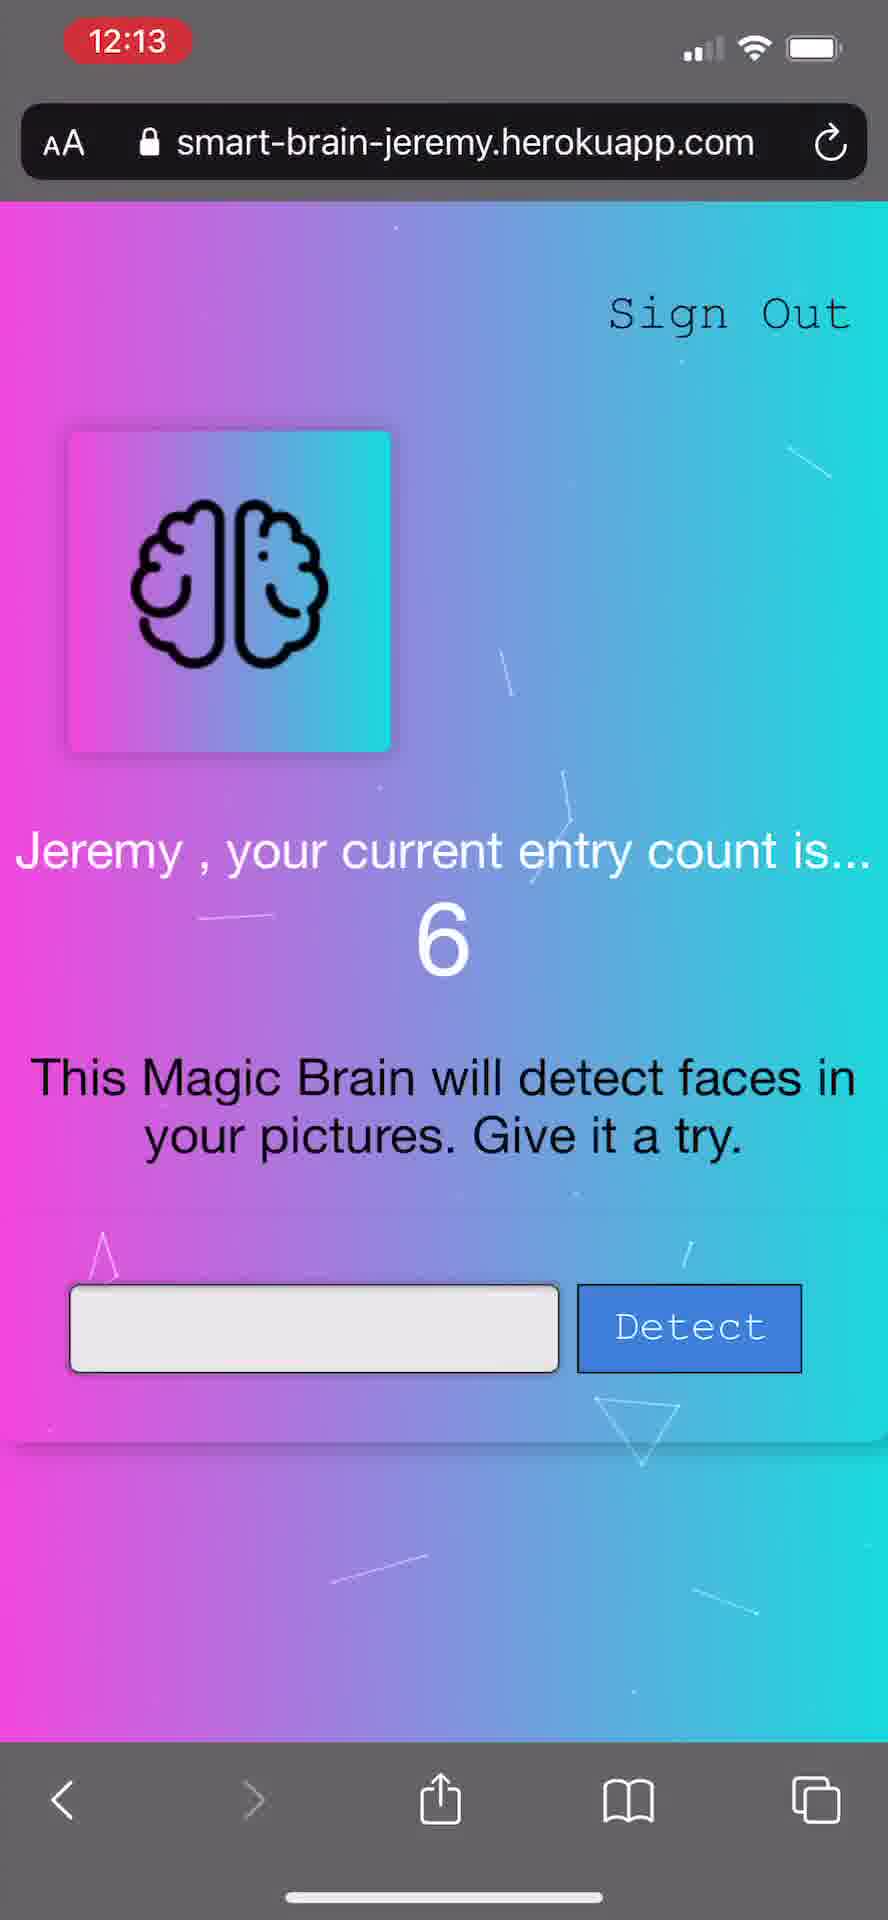 12:13
AA smart-brain-jeremy.herokuapp.com
Sign Out
Jeremy , your current entry count is...
6
This Magic Brain will detect faces in
your pictures. Give it a try.
Detect